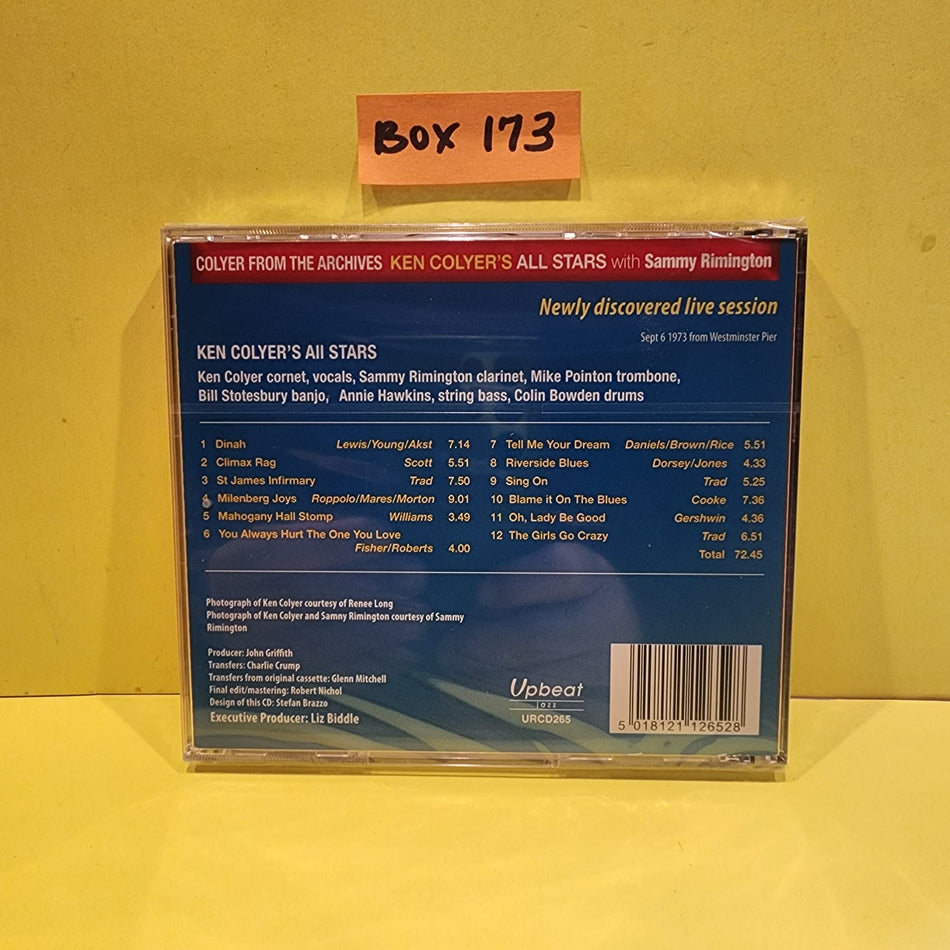 BOX 173
COLYER FROM THE ARCHIVES KEN COLYER'S ALL STARS with Sammy Rimington
Newly discovered live session
Sept 6 1973 from Westminster Pier
KEN COLYER'S All STARS
Ken Colyer cornet, vocals, Sammy Rimington clarinet, Mike Pointon trombone,
Bill Stotesbury banjo, Annie Hawkins, string bass, Colin Bowden drums
1 Dinah Lewis/Young/Akst 7.14
2 Climax Rag Scott 5.51
3 St James Infirmary Trad 7.50
4 Milenberg Joys Roppolo/Mares/Morton 9.01
5 Mahogany Hall Stomp Williams 3.49
6 You Always Hurt The One You Love
Fisher/Roberts 4.00
7 Tell Me Your Dream Daniels/Brown/Rice 5.51
8 Riverside Blues Dorsey/Jones 4.33
9 Sing On Trad 5.25
10 Blame it On The Blues Cooke 7.36
11 Oh, Lady Be Good Gershwin 4.36
12 The Girls Go Crazy Trad 6.51
Total 72.45
Photograph of Ken Colyer courtesy of Renee Long
Photograph of Ken Colyer and Samny Rimington courtesy of Sammy
Rimington
Producer: John Griffith
Transfers: Charlie Crump
Transfers from original cassette: Glenn Mitchell
Final edit/mastering: Robert Nichol
Design of this CD: Stefan Brazzo
Executive Producer: Liz Biddle
Upbeat
jazz
URCD265
5 018121 126528